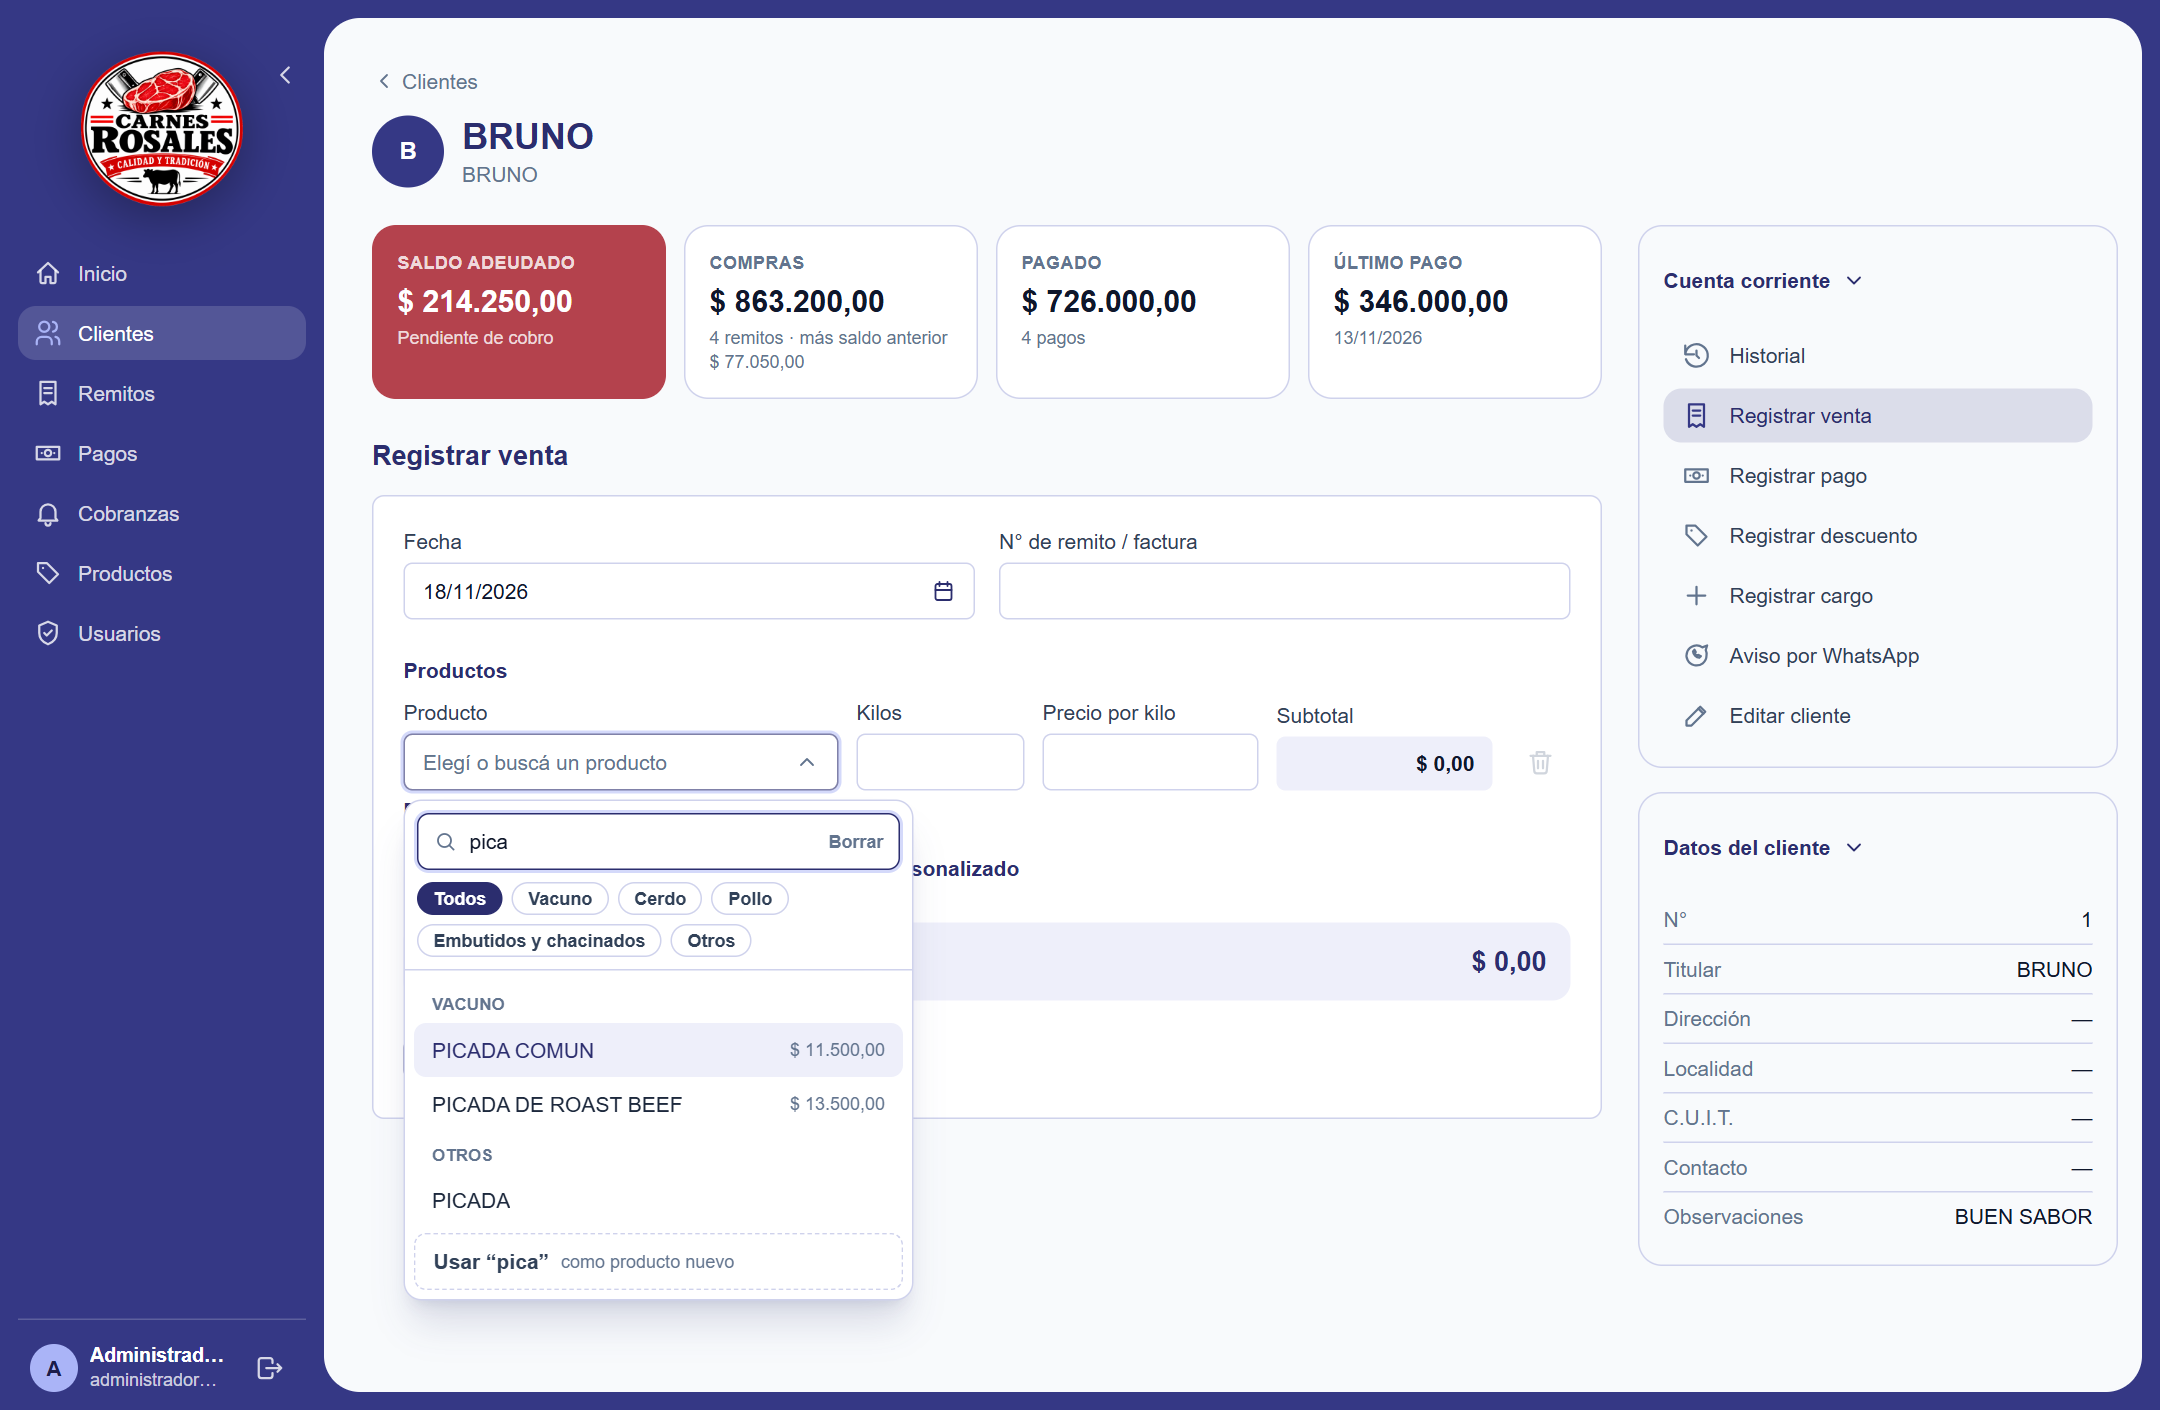 CARNES
ROSALES
CALIDAD Y TRADICIÓN
Inicio
Clientes
Remitos
Pagos
Cobranzas
Productos
Usuarios
A
Administrad...
administrador...
Clientes
B
BRUNO
BRUNO
SALDO ADEUDADO
$ 214.250,00
Pendiente de cobro
COMPRAS
$ 863.200,00
4 remitos · más saldo anterior
$ 77.050,00
PAGADO
$ 726.000,00
4 pagos
ÚLTIMO PAGO
$ 346.000,00
13/11/2026
Registrar venta
Fecha
18/11/2026
N° de remito / factura
Productos
Producto
Elegí o buscá un producto
Kilos
Precio por kilo
Subtotal
$ 0,00
pica
Borrar
Todos
Vacuno
Cerdo
Pollo
Embutidos y chacinados
Otros
VACUNO
PICADA COMUN
$ 11.500,00
PICADA DE ROAST BEEF
$ 13.500,00
OTROS
PICADA
Usar “pica” como producto nuevo
sonalizado
$ 0,00
Cuenta corriente
Historial
Registrar venta
Registrar pago
Registrar descuento
Registrar cargo
Aviso por WhatsApp
Editar cliente
Datos del cliente
N° 1
Titular BRUNO
Dirección —
Localidad —
C.U.I.T. —
Contacto —
Observaciones BUEN SABOR